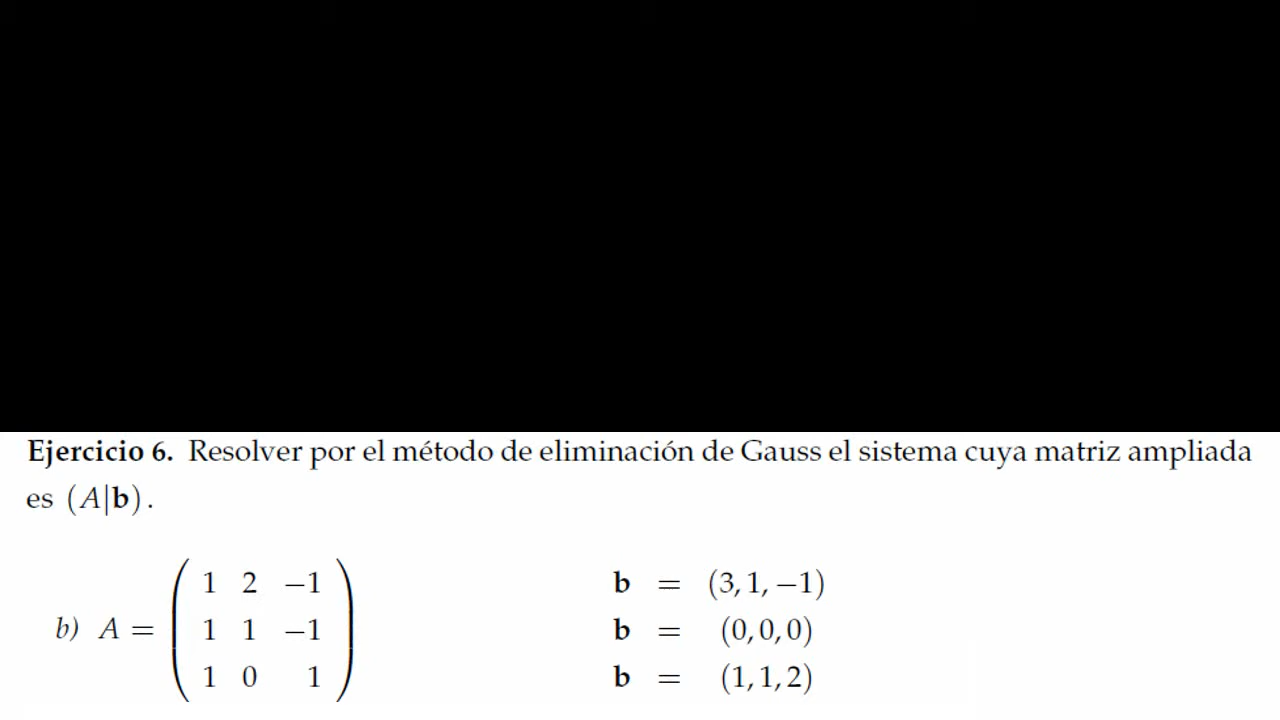 Ejercicio 6. Resolver por el método de eliminación de Gauss el sistema cuya matriz ampliada
es (A|b).
1 2 −1 b = (3, 1, −1)
b) A = 1 1 −1 b = (0, 0, 0)
1 0 1 b = (1, 1, 2)